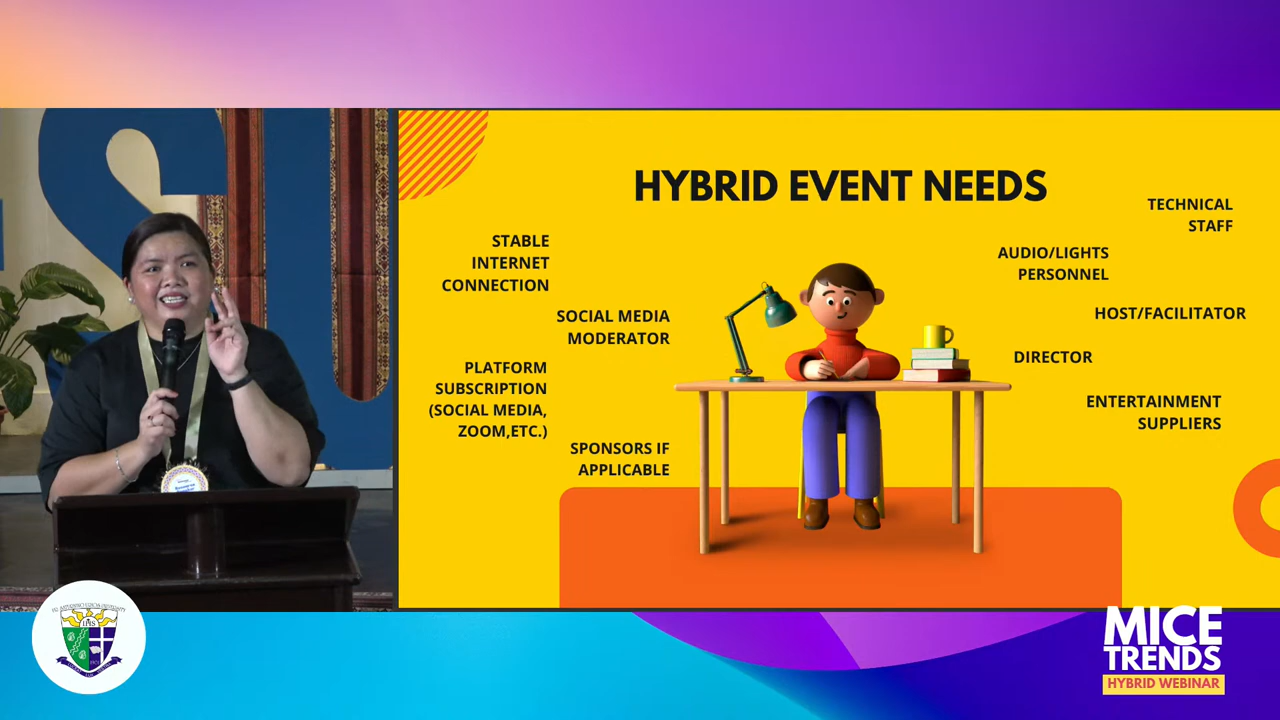 HYBRID EVENT NEEDS
STABLE
INTERNET
CONNECTION
SOCIAL MEDIA
MODERATOR
PLATFORM
SUBSCRIPTION
(SOCIAL MEDIA,
ZOOM,ETC.)
SPONSORS IF
APPLICABLE
TECHNICAL
STAFF
AUDIO/LIGHTS
PERSONNEL
HOST/FACILITATOR
DIRECTOR
ENTERTAINMENT
SUPPLIERS
IHS
MICE
TRENDS
HYBRID WEBINAR